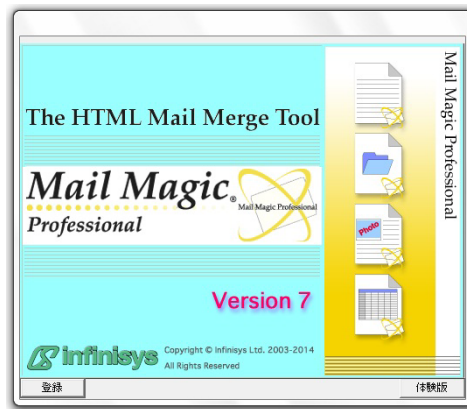 The HTML Mail Merge Tool
Mail Magic®
Professional
Mail Magic Professional
Version 7
infinisys
Copyright © Infinisys Ltd. 2003-2014
All Rights Reserved
Mail Magic Professional
Photo
登録
体験版